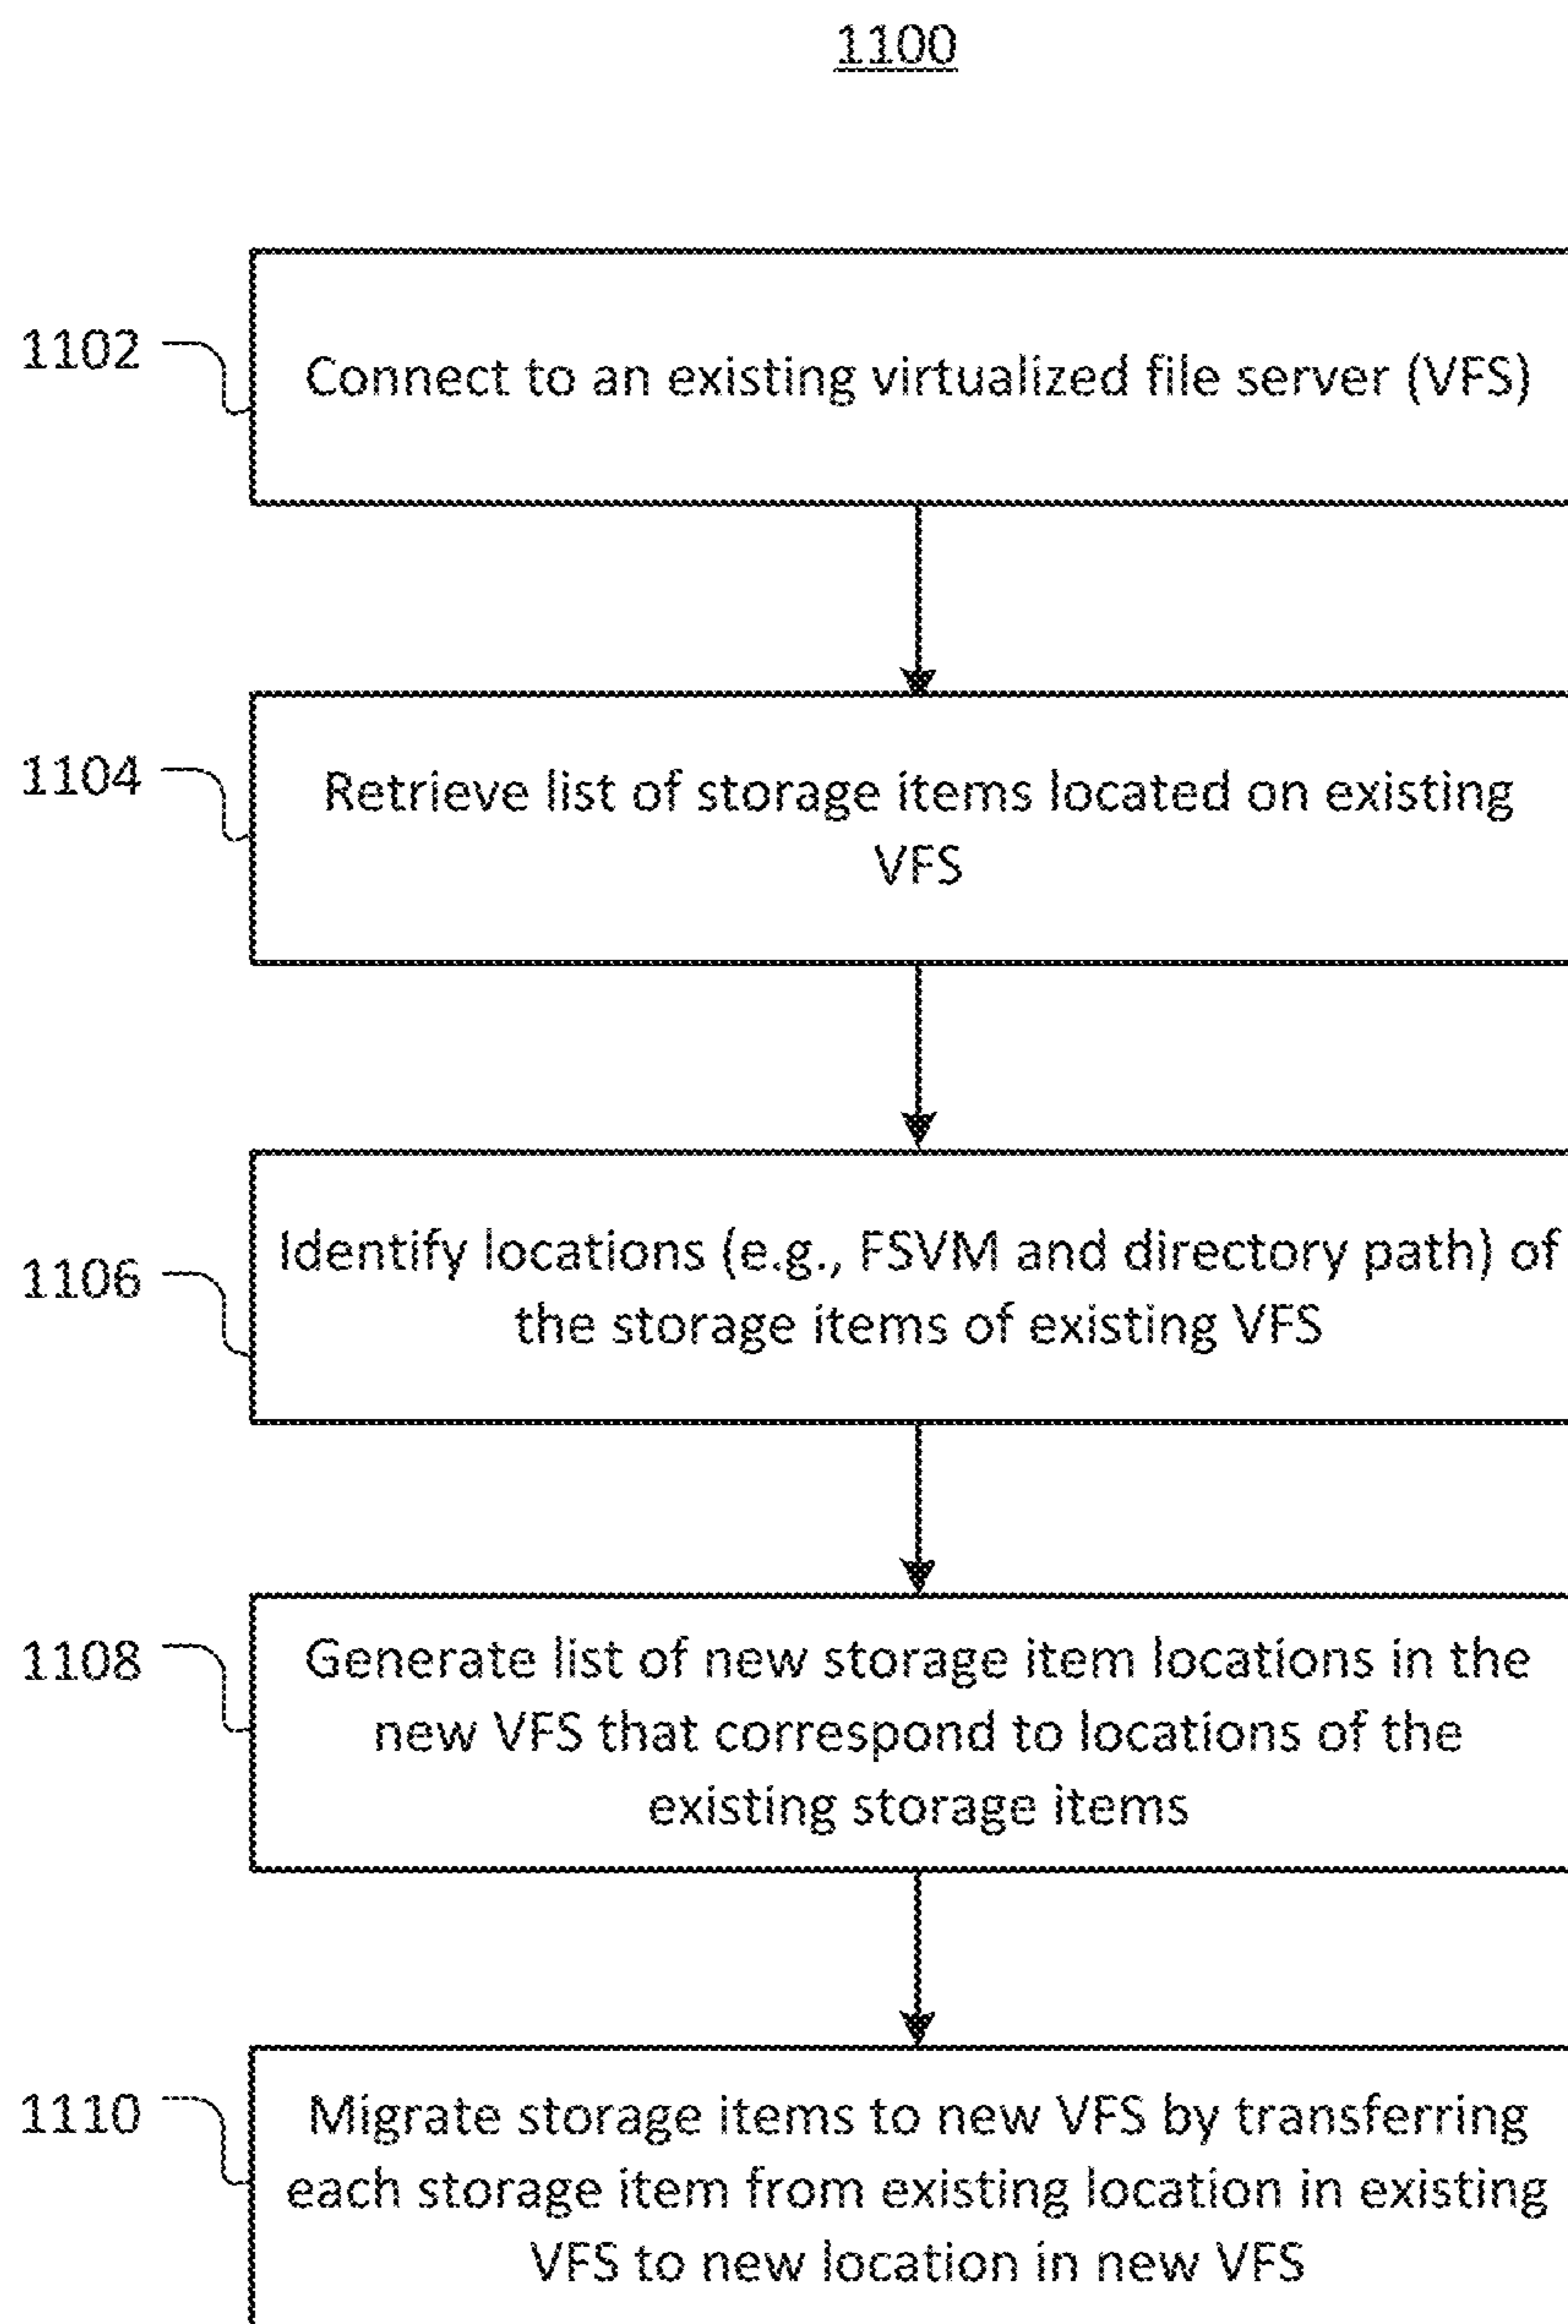 1100
1102
Connect to an existing virtualized file server (VFS)
1104
Retrieve list of storage items located on existing
VFS
1106
Identify locations (e.g., FSVM and directory path) of
the storage items of existing VFS
1108
Generate list of new storage item locations in the
new VFS that correspond to locations of the
existing storage items
1110
Migrate storage items to new VFS by transferring
each storage item from existing location in existing
VFS to new location in new VFS